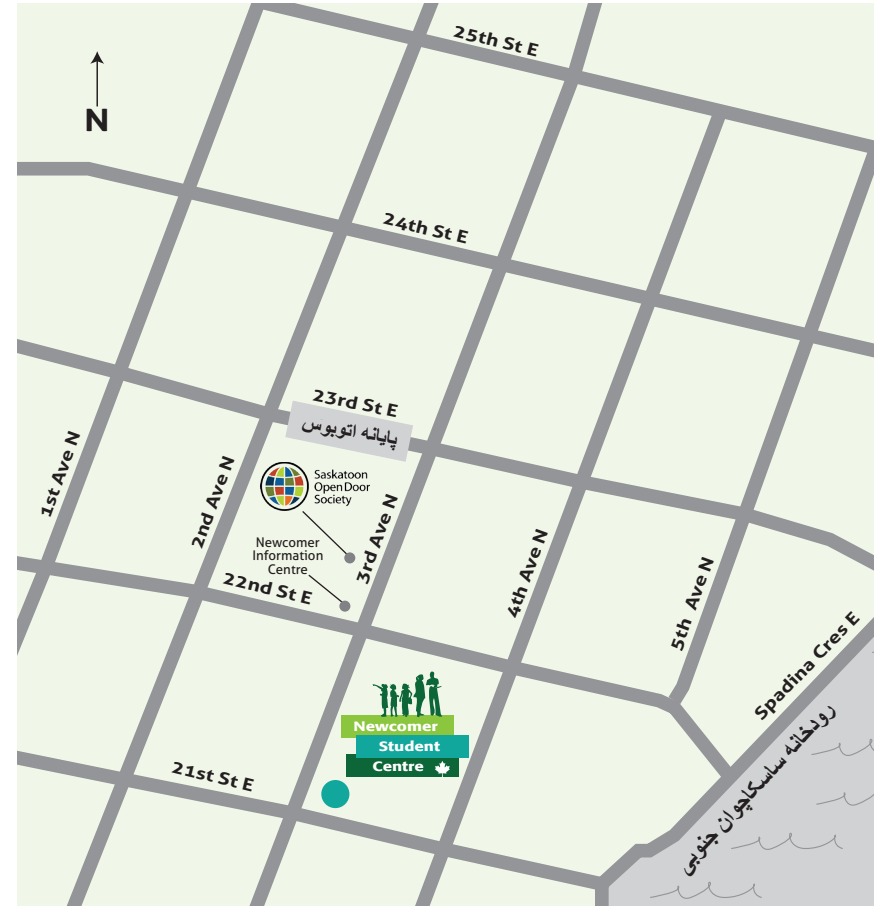 25th St E
N
24th St E
23rd St E
پایانه اتوبوس
1st Ave N
2nd Ave N
Saskatoon
Open Door
Society
3rd Ave N
Newcomer
Information
Centre
4th Ave N
22nd St E
5th Ave N
Spadina Cres E
رودخانه ساسکاچوان جنوبی
Newcomer
Student
Centre
21st St E